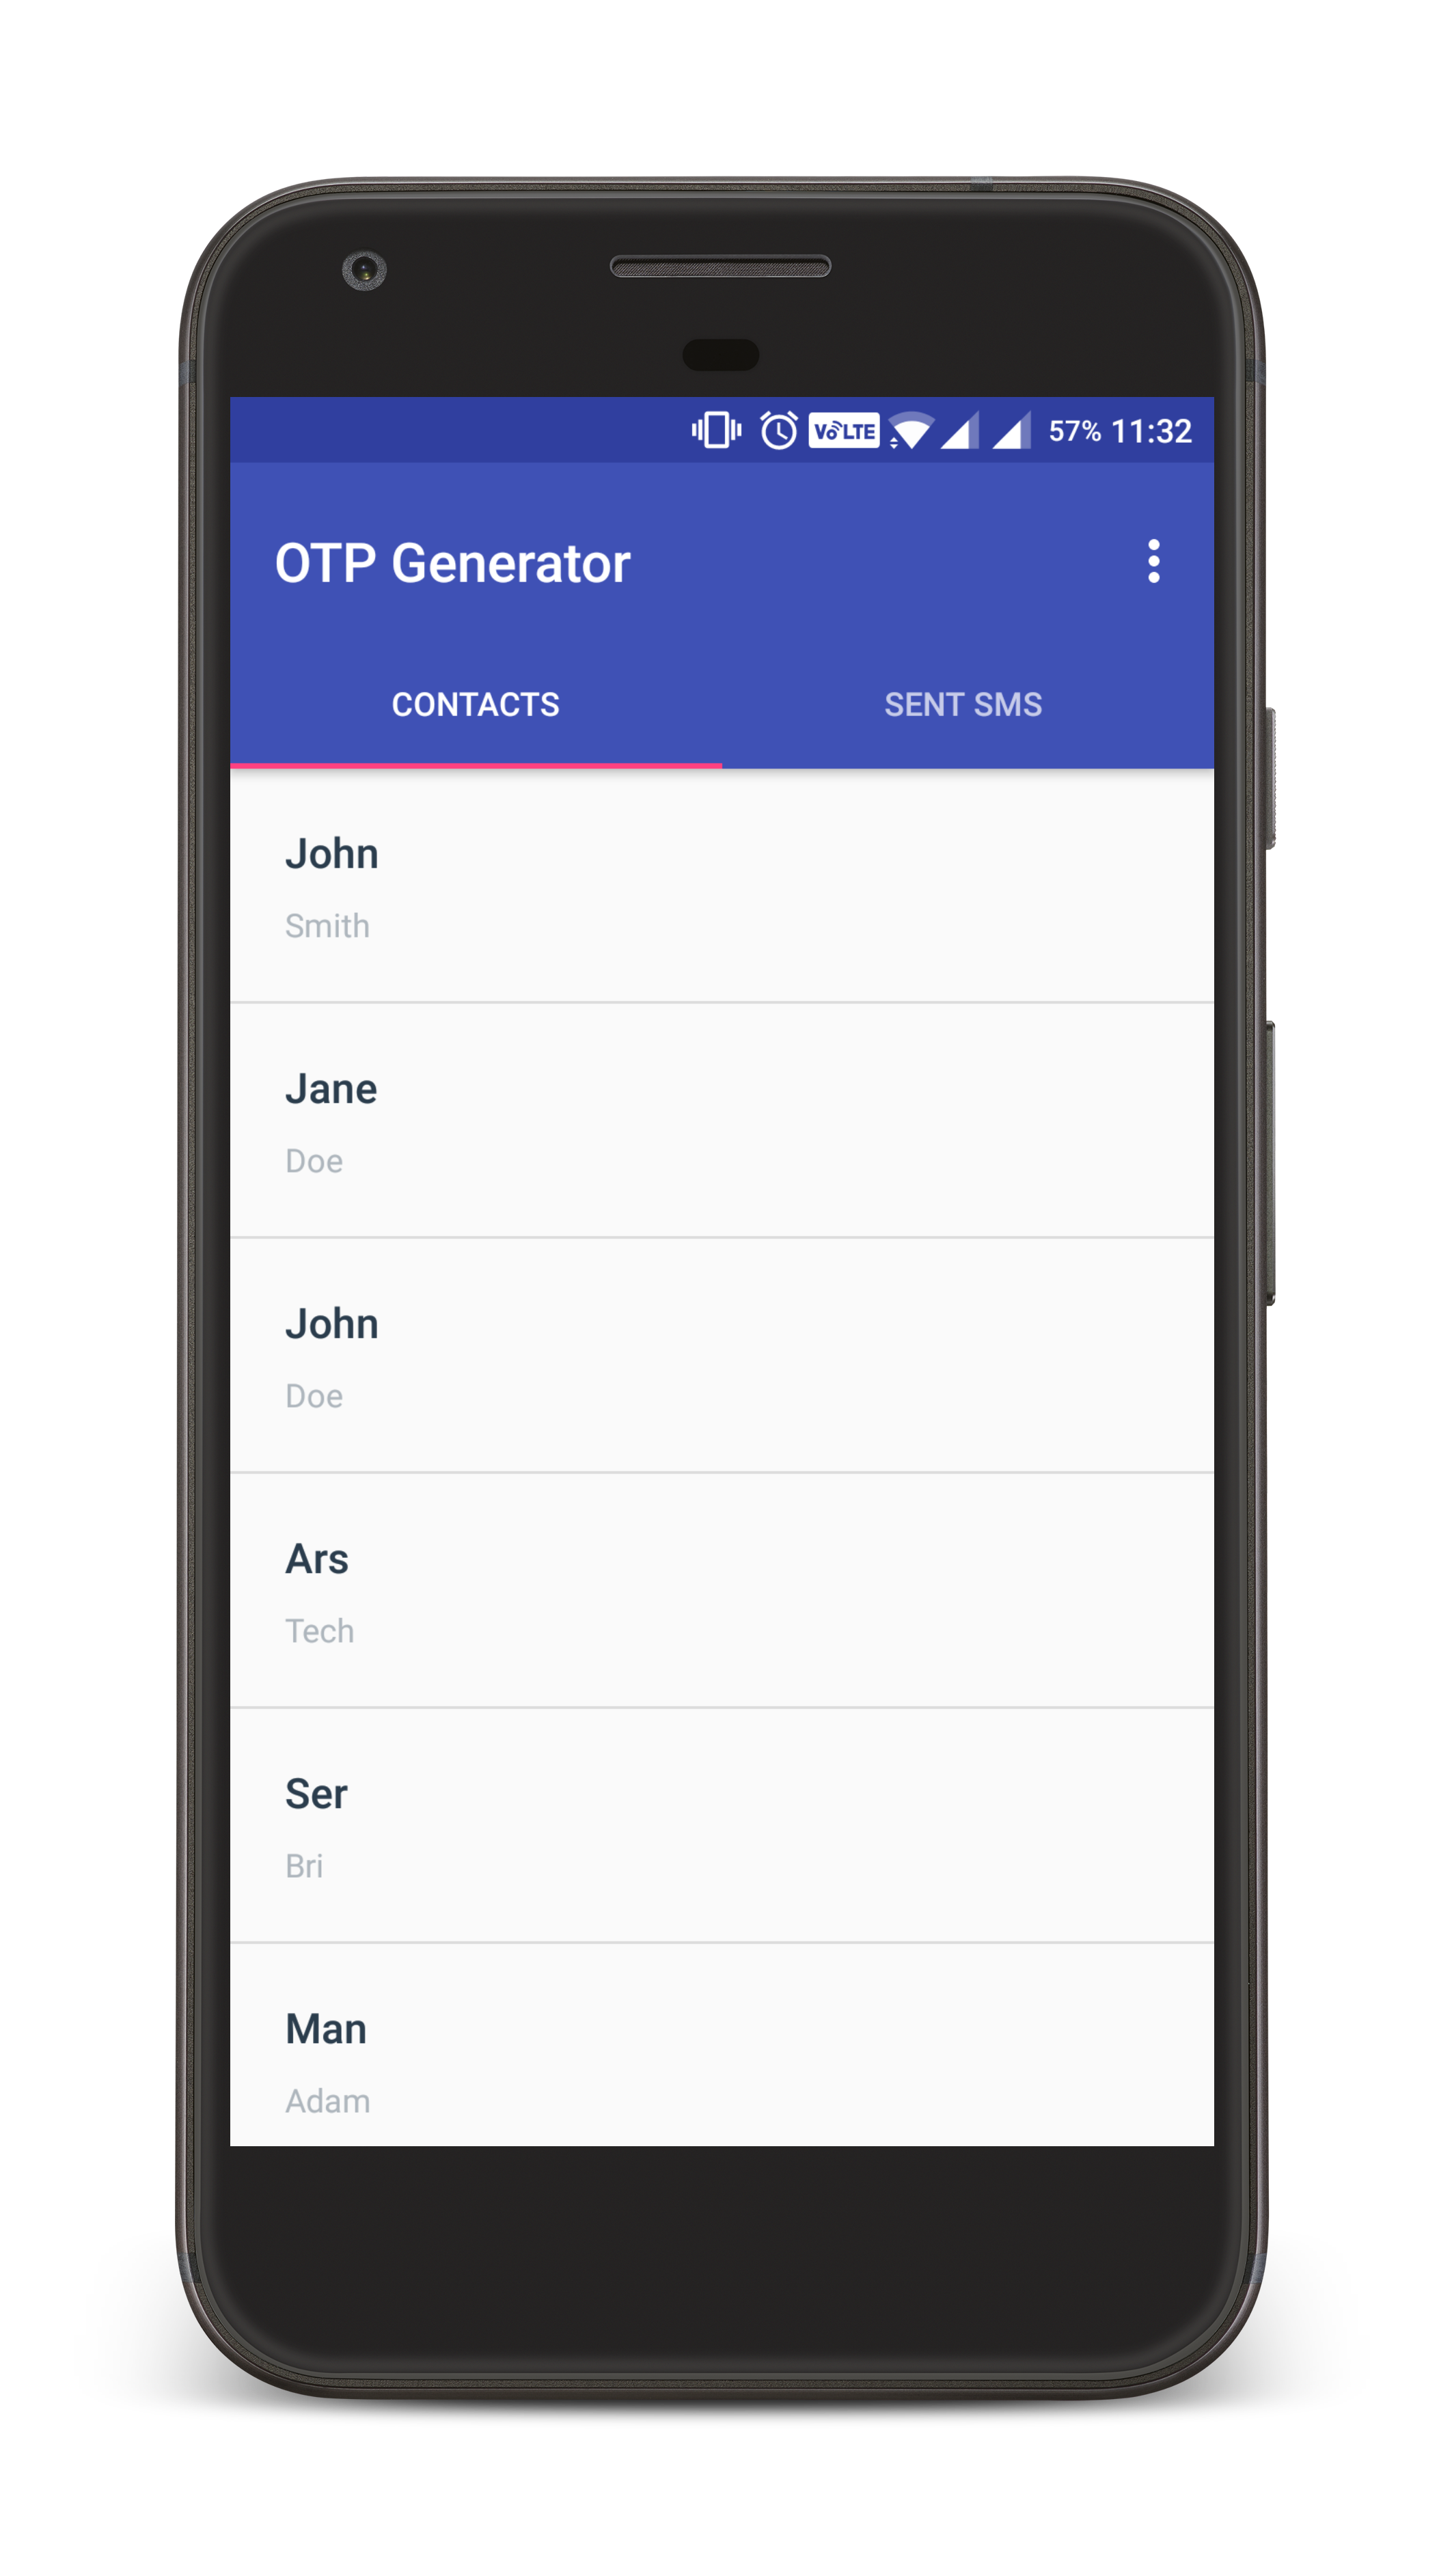 VoLTE 57% 11:32
OTP Generator
CONTACTS SENT SMS
John
Smith
Jane
Doe
John
Doe
Ars
Tech
Ser
Bri
Man
Adam